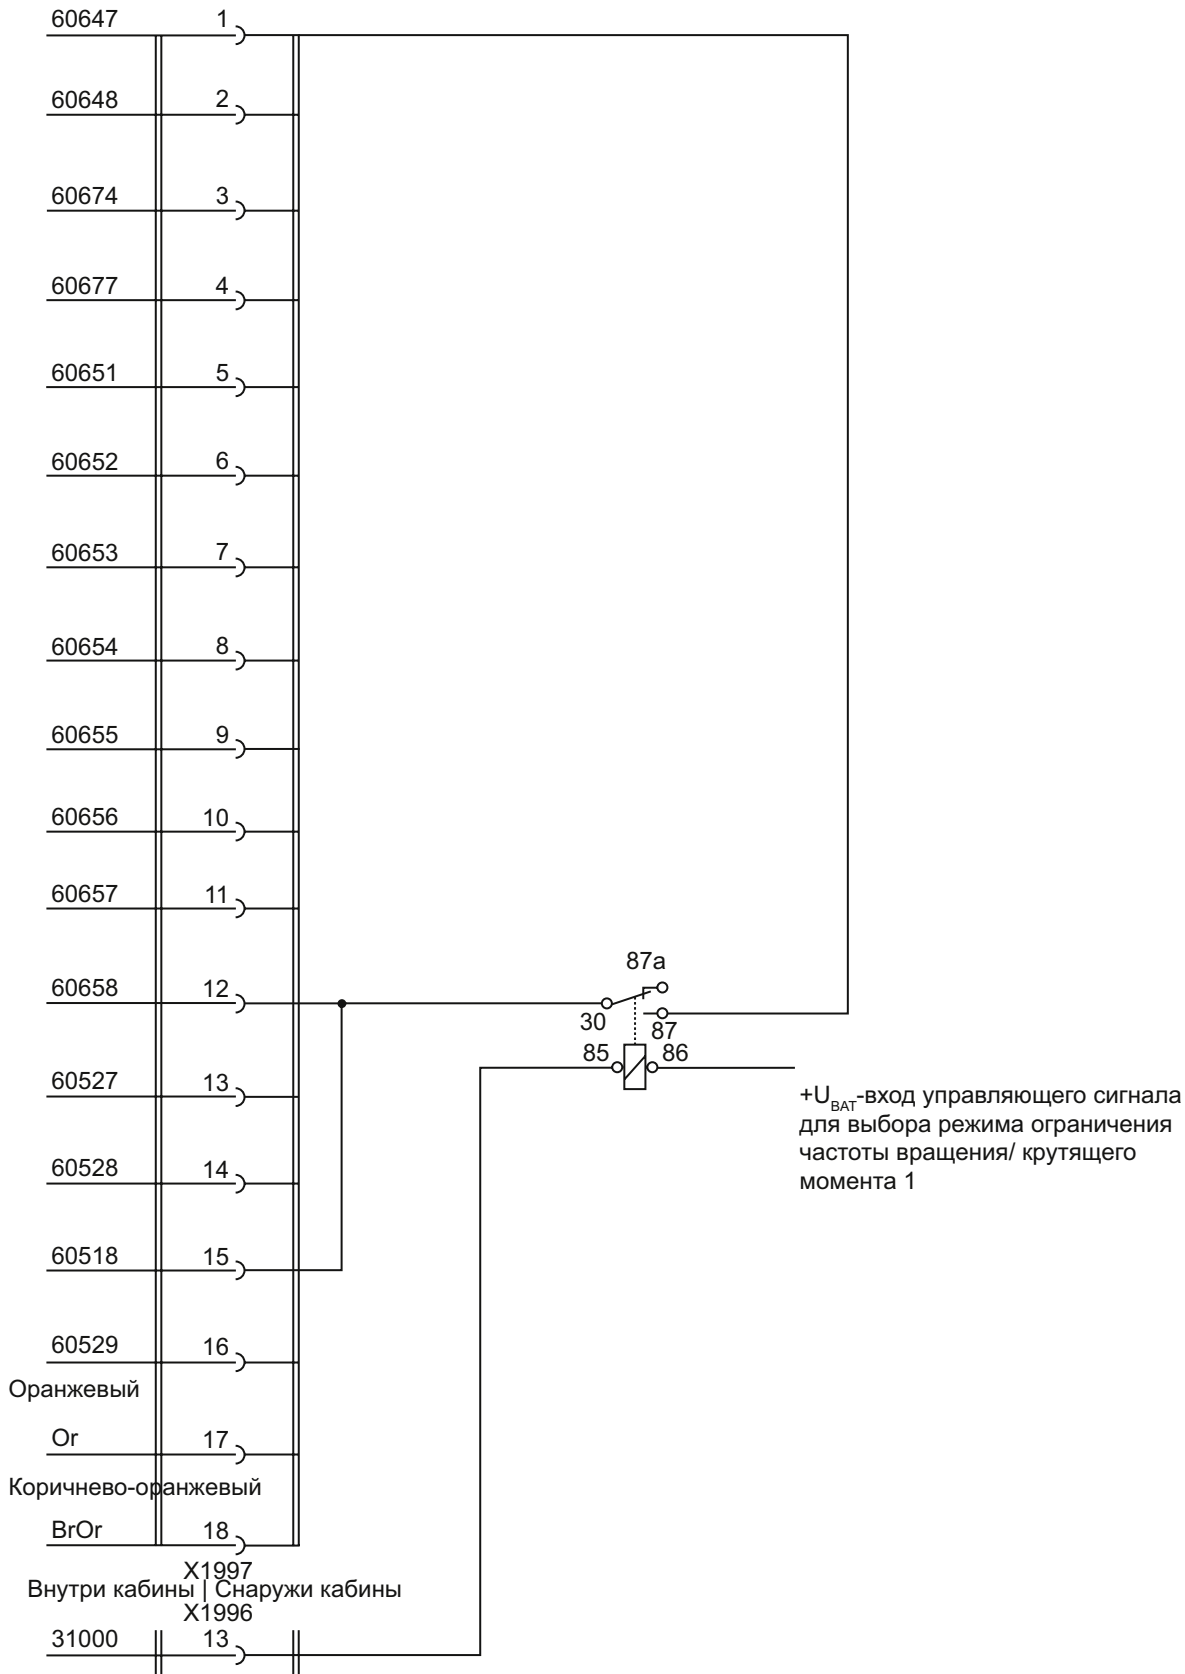 60647 1
60648 2
60674 3
60677 4
60651 5
60652 6
60653 7
60654 8
60655 9
60656 10
60657 11
87a
60658 12
30 87
85 86
60527 13
+U_BAT-вход управляющего сигнала
для выбора режима ограничения
частоты вращения/ крутящего
момента 1
60528 14
60518 15
60529 16
Оранжевый
Or 17
Коричнево-оранжевый
BrOr 18
X1997
Внутри кабины | Снаружи кабины
X1996
31000 13